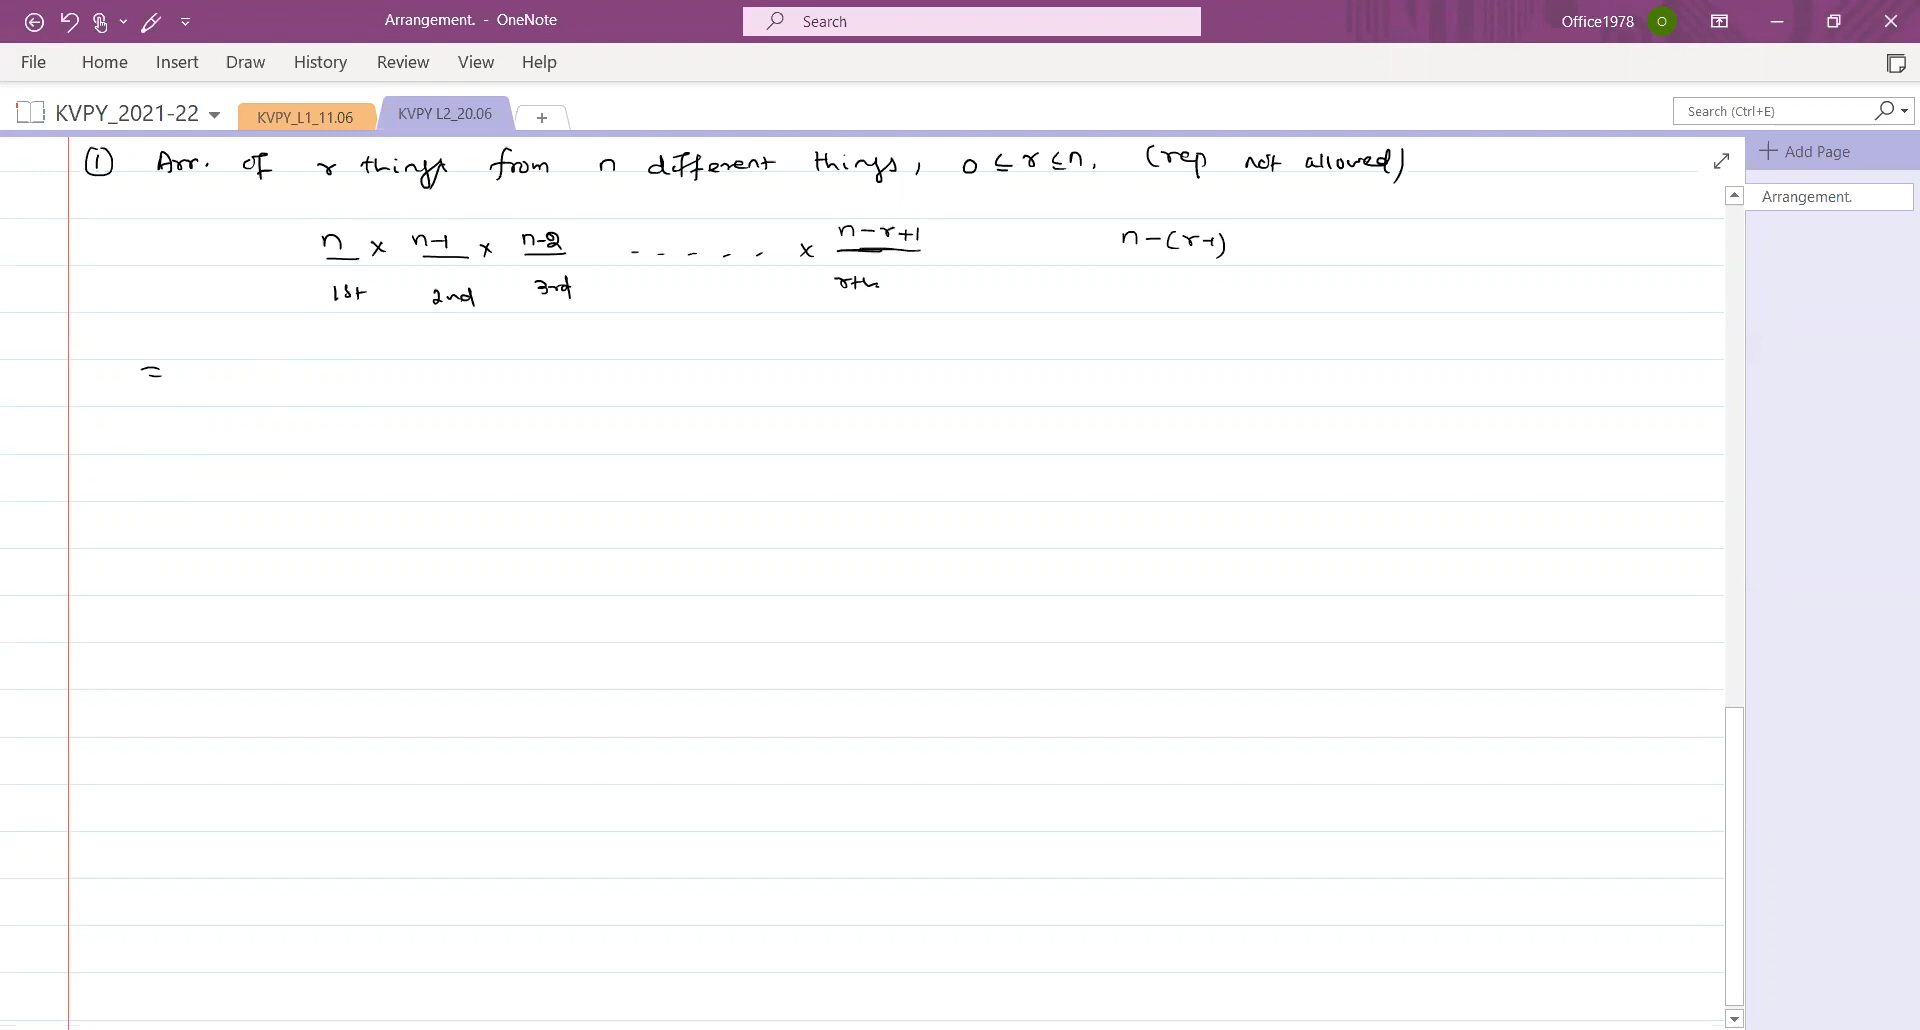 Arrangement. - OneNote
Search
Office1978
O
File Home Insert Draw History Review View Help
KVPY_2021-22
KVPY_L1_11.06
KVPY L2_20.06
+
Search (Ctrl+E)
Add Page
Arrangement.
① Arr. of r things from n different things, 0 ≤ r ≤ n. (rep not allowed)
n × n-1 × n-2 ...... × n-r+1 n-(r-1)
1st 2nd 3rd rth
=